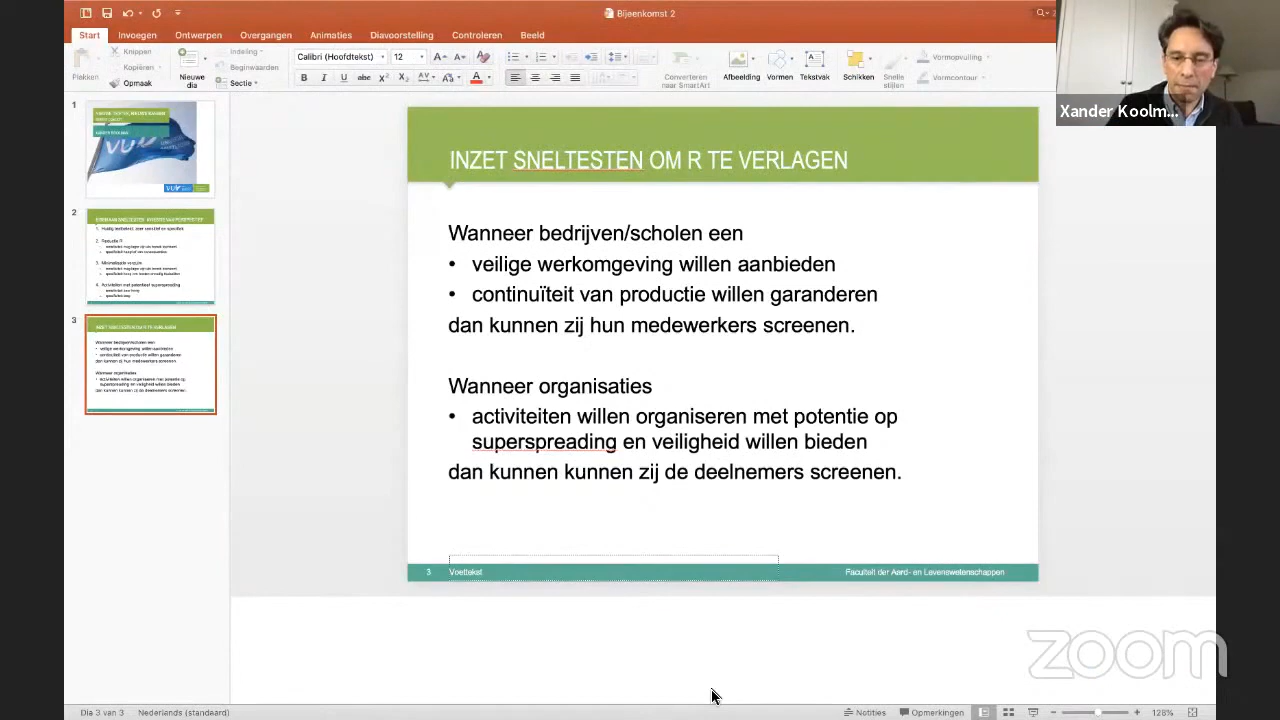 Bijeenkomst 2
Start Invoegen Ontwerpen Overgangen Animaties Diavoorstelling Controleren Beeld
Plakken
Knippen
Kopiëren
Opmaak
Nieuwe dia
Indeling
Beginwaarden
Sectie
Calibri (Hoofdtekst) 12
Converteren naar SmartArt
Afbeelding
Vormen
Tekstvak
Schikken
Snelle stijlen
Vormopvulling
Vormcontour
Xander Koolm...
1
2
3
INZET SNELTESTEN OM R TE VERLAGEN
Wanneer bedrijven/scholen een
• veilige werkomgeving willen aanbieden
• continuïteit van productie willen garanderen
dan kunnen zij hun medewerkers screenen.
Wanneer organisaties
• activiteiten willen organiseren met potentie op
superspreading en veiligheid willen bieden
dan kunnen kunnen zij de deelnemers screenen.
3 Voettekst Faculteit der Aard- en Levenswetenschappen
zoom
Dia 3 van 3 Nederlands (standaard) Notities Opmerkingen 128%